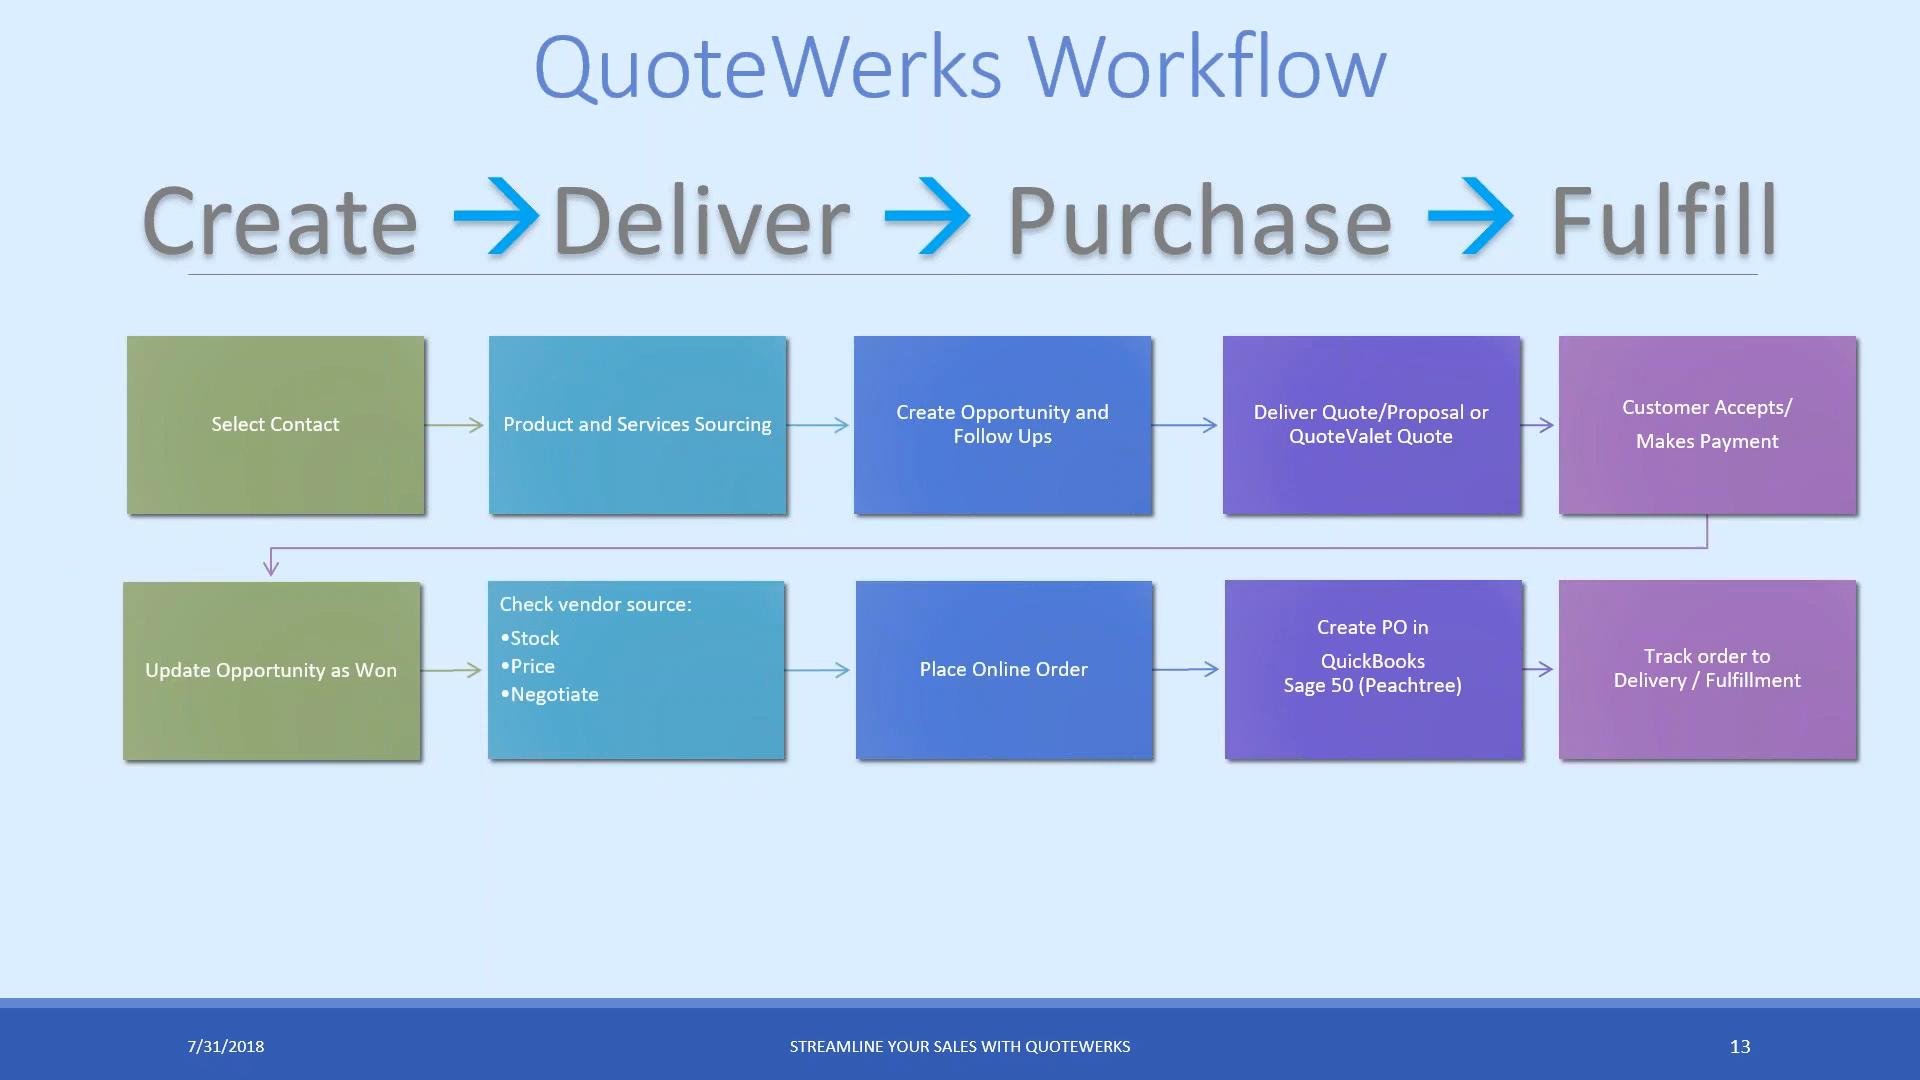 QuoteWerks Workflow
Create → Deliver → Purchase → Fulfill
Select Contact
Product and Services Sourcing
Create Opportunity and
Follow Ups
Deliver Quote/Proposal or
QuoteValet Quote
Customer Accepts/
Makes Payment
Update Opportunity as Won
Check vendor source:
•Stock
•Price
•Negotiate
Place Online Order
Create PO in
QuickBooks
Sage 50 (Peachtree)
Track order to
Delivery / Fulfillment
7/31/2018
STREAMLINE YOUR SALES WITH QUOTEWERKS
13